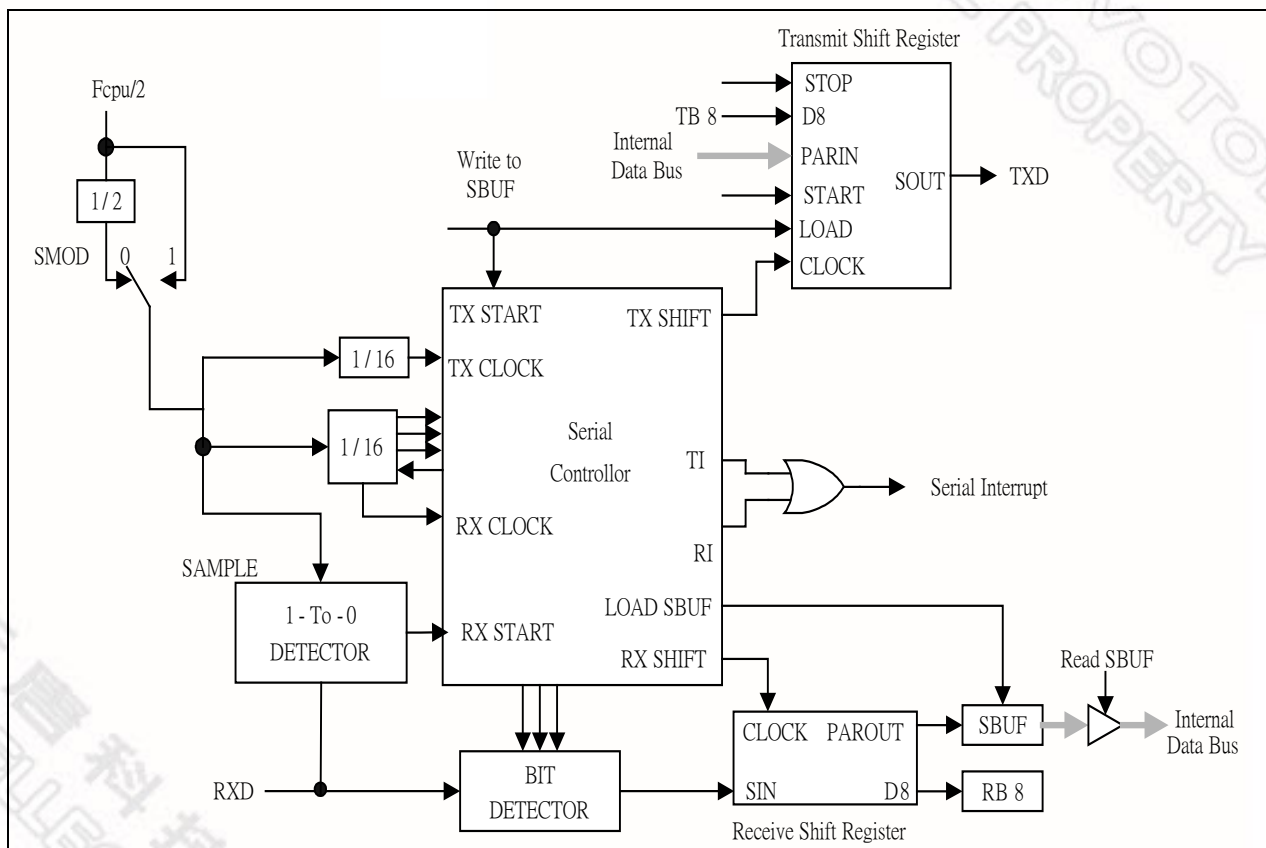 Transmit Shift Register
Fcpu/2
STOP
TB 8
D8
Internal
Data Bus
PARIN
Write to
SBUF
SOUT
TXD
1/2
START
LOAD
SMOD
0
1
CLOCK
TX START
TX SHIFT
1/16
TX CLOCK
1/16
Serial
Controllor
TI
Serial Interrupt
RX CLOCK
RI
SAMPLE
1-To-0
DETECTOR
LOAD SBUF
RX START
RX SHIFT
Read SBUF
CLOCK
PAROUT
SBUF
Internal
Data Bus
RXD
BIT
DETECTOR
SIN
D8
RB 8
Receive Shift Register
PROPERTY
科